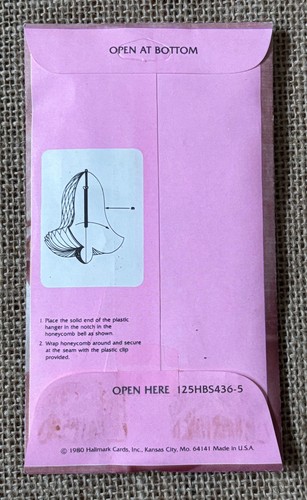 OPEN AT BOTTOM
1 Place the solid end of the plastic
hanger in the notch in the
honeycomb bell as shown.
2. Wrap honeycomb around and secure
at the seam with the plastic clip
provided.
OPEN HERE 125HBS436-5
© 1980 Hallmark Cards, Inc., Kansas City, Mo. 64141 Made in U.S.A.